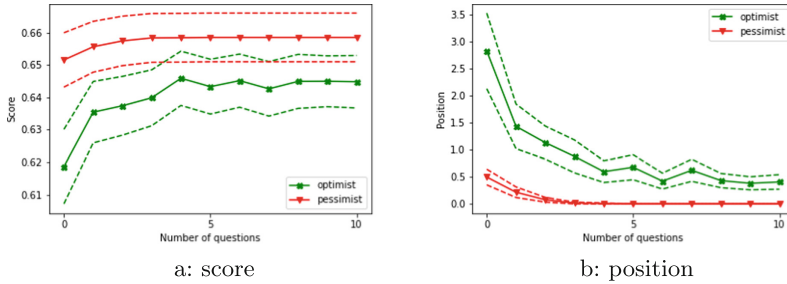 0.66
0.65
0.64
0.63
0.62
0.61
Score
0
5
10
Number of questions
optimist
pessimist
a: score
3.5
3.0
2.5
2.0
1.5
1.0
0.5
0.0
Position
0
5
10
Number of questions
optimist
pessimist
b: position